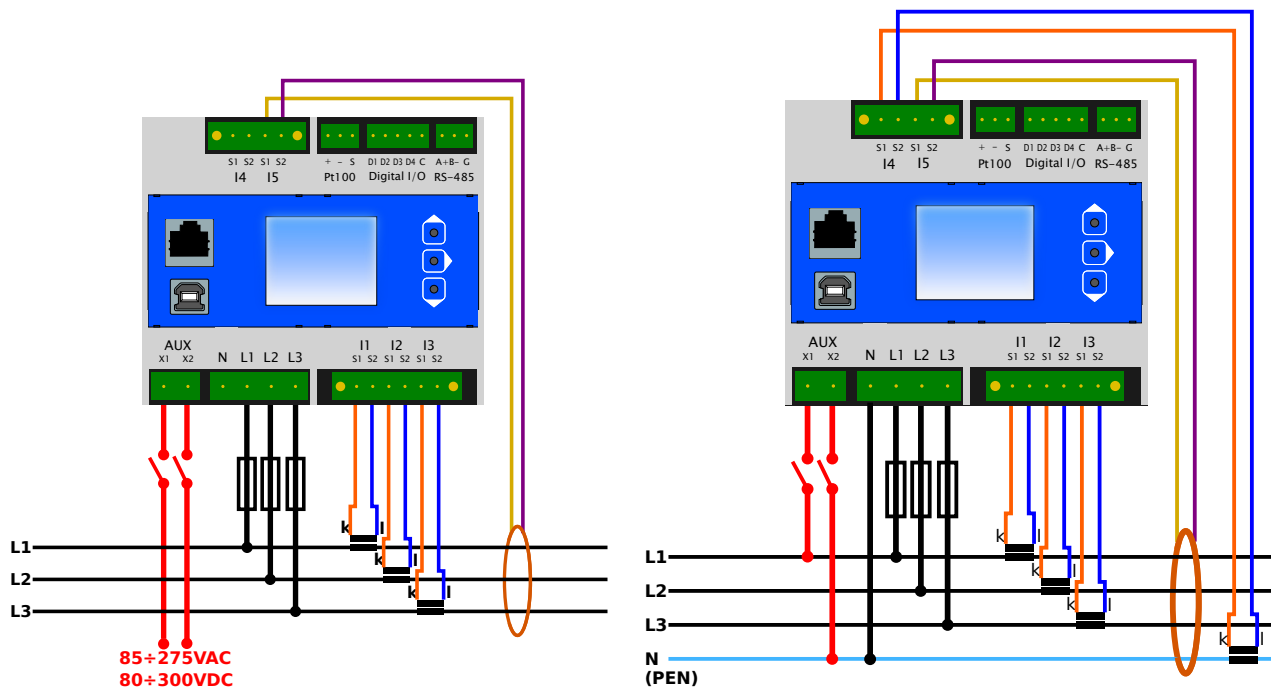 S1 S2 S1 S2
I4 I5
+ − S D1 D2 D3 D4 C A+B− G
Pt100 Digital I/O RS−485
AUX
X1 X2
N L1 L2 L3
I1 I2 I3
S1 S2 S1 S2 S1 S2
k l
L1
k l
L2
k l
L3
85÷275VAC
80÷300VDC
S1 S2 S1 S2
I4 I5
+ − S D1 D2 D3 D4 C A+B− G
Pt100 Digital I/O RS−485
AUX
X1 X2
N L1 L2 L3
I1 I2 I3
S1 S2 S1 S2 S1 S2
k l
L1
k l
L2
k l
L3
k l
N
(PEN)